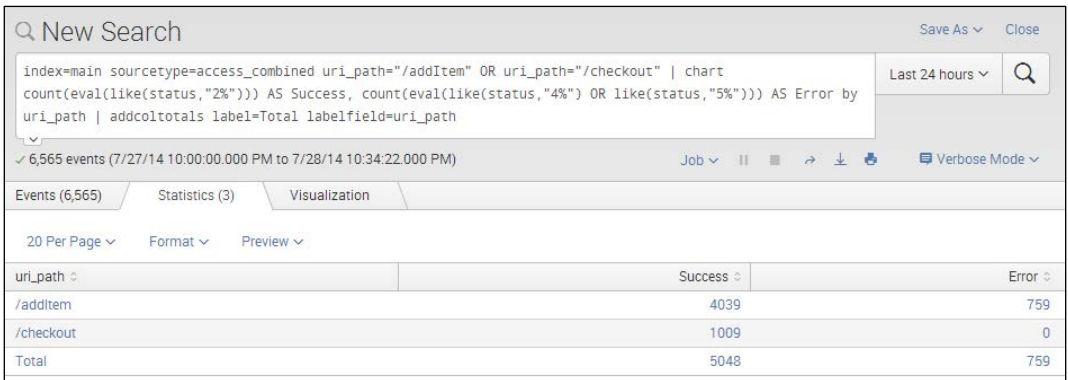 New Search
Save As
Close
index=main sourcetype=access_combined uri_path="/addItem" OR uri_path="/checkout" | chart
count(eval(like(status,"2%"))) AS Success, count(eval(like(status,"4%") OR like(status,"5%"))) AS Error by
uri_path | addcoltotals label=Total labelfield=uri_path
Last 24 hours
6,565 events (7/27/14 10:00:00.000 PM to 7/28/14 10:34:22.000 PM)
Job
Verbose Mode
Events (6,565) Statistics (3) Visualization
20 Per Page Format Preview
uri_path Success Error
/addItem 4039 759
/checkout 1009 0
Total 5048 759